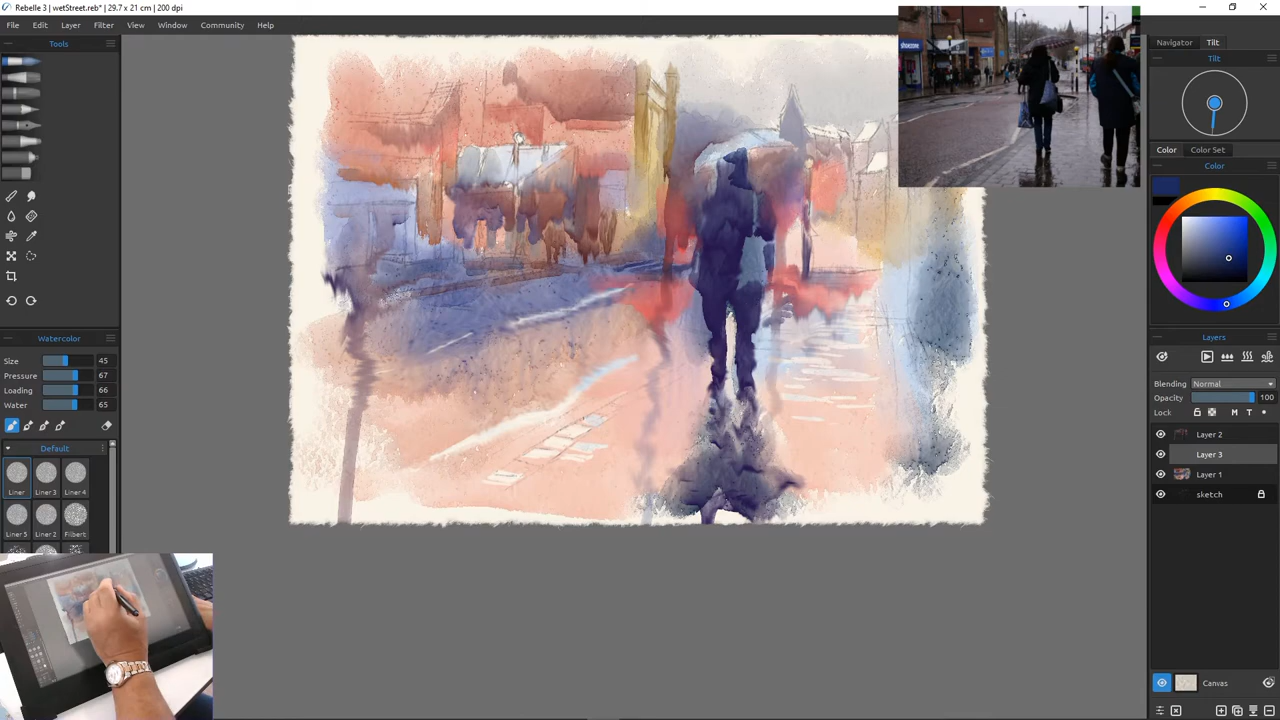 Rebelle 3 | wetStreet.reb* | 29.7 x 21 cm | 200 dpi
File Edit Layer Filter View Window Community Help
Tools
Navigator Tilt
Tilt
shoezone
Color Color Set
Color
Watercolor
Size 45
Pressure 67
Loading 66
Water 65
Default
Liner Liner 3 Liner 4
Liner 5 Liner 2 Filbert
Layers
Blending Normal
Opacity 100
Lock M T
Layer 2
Layer 3
Layer 1
sketch
Canvas